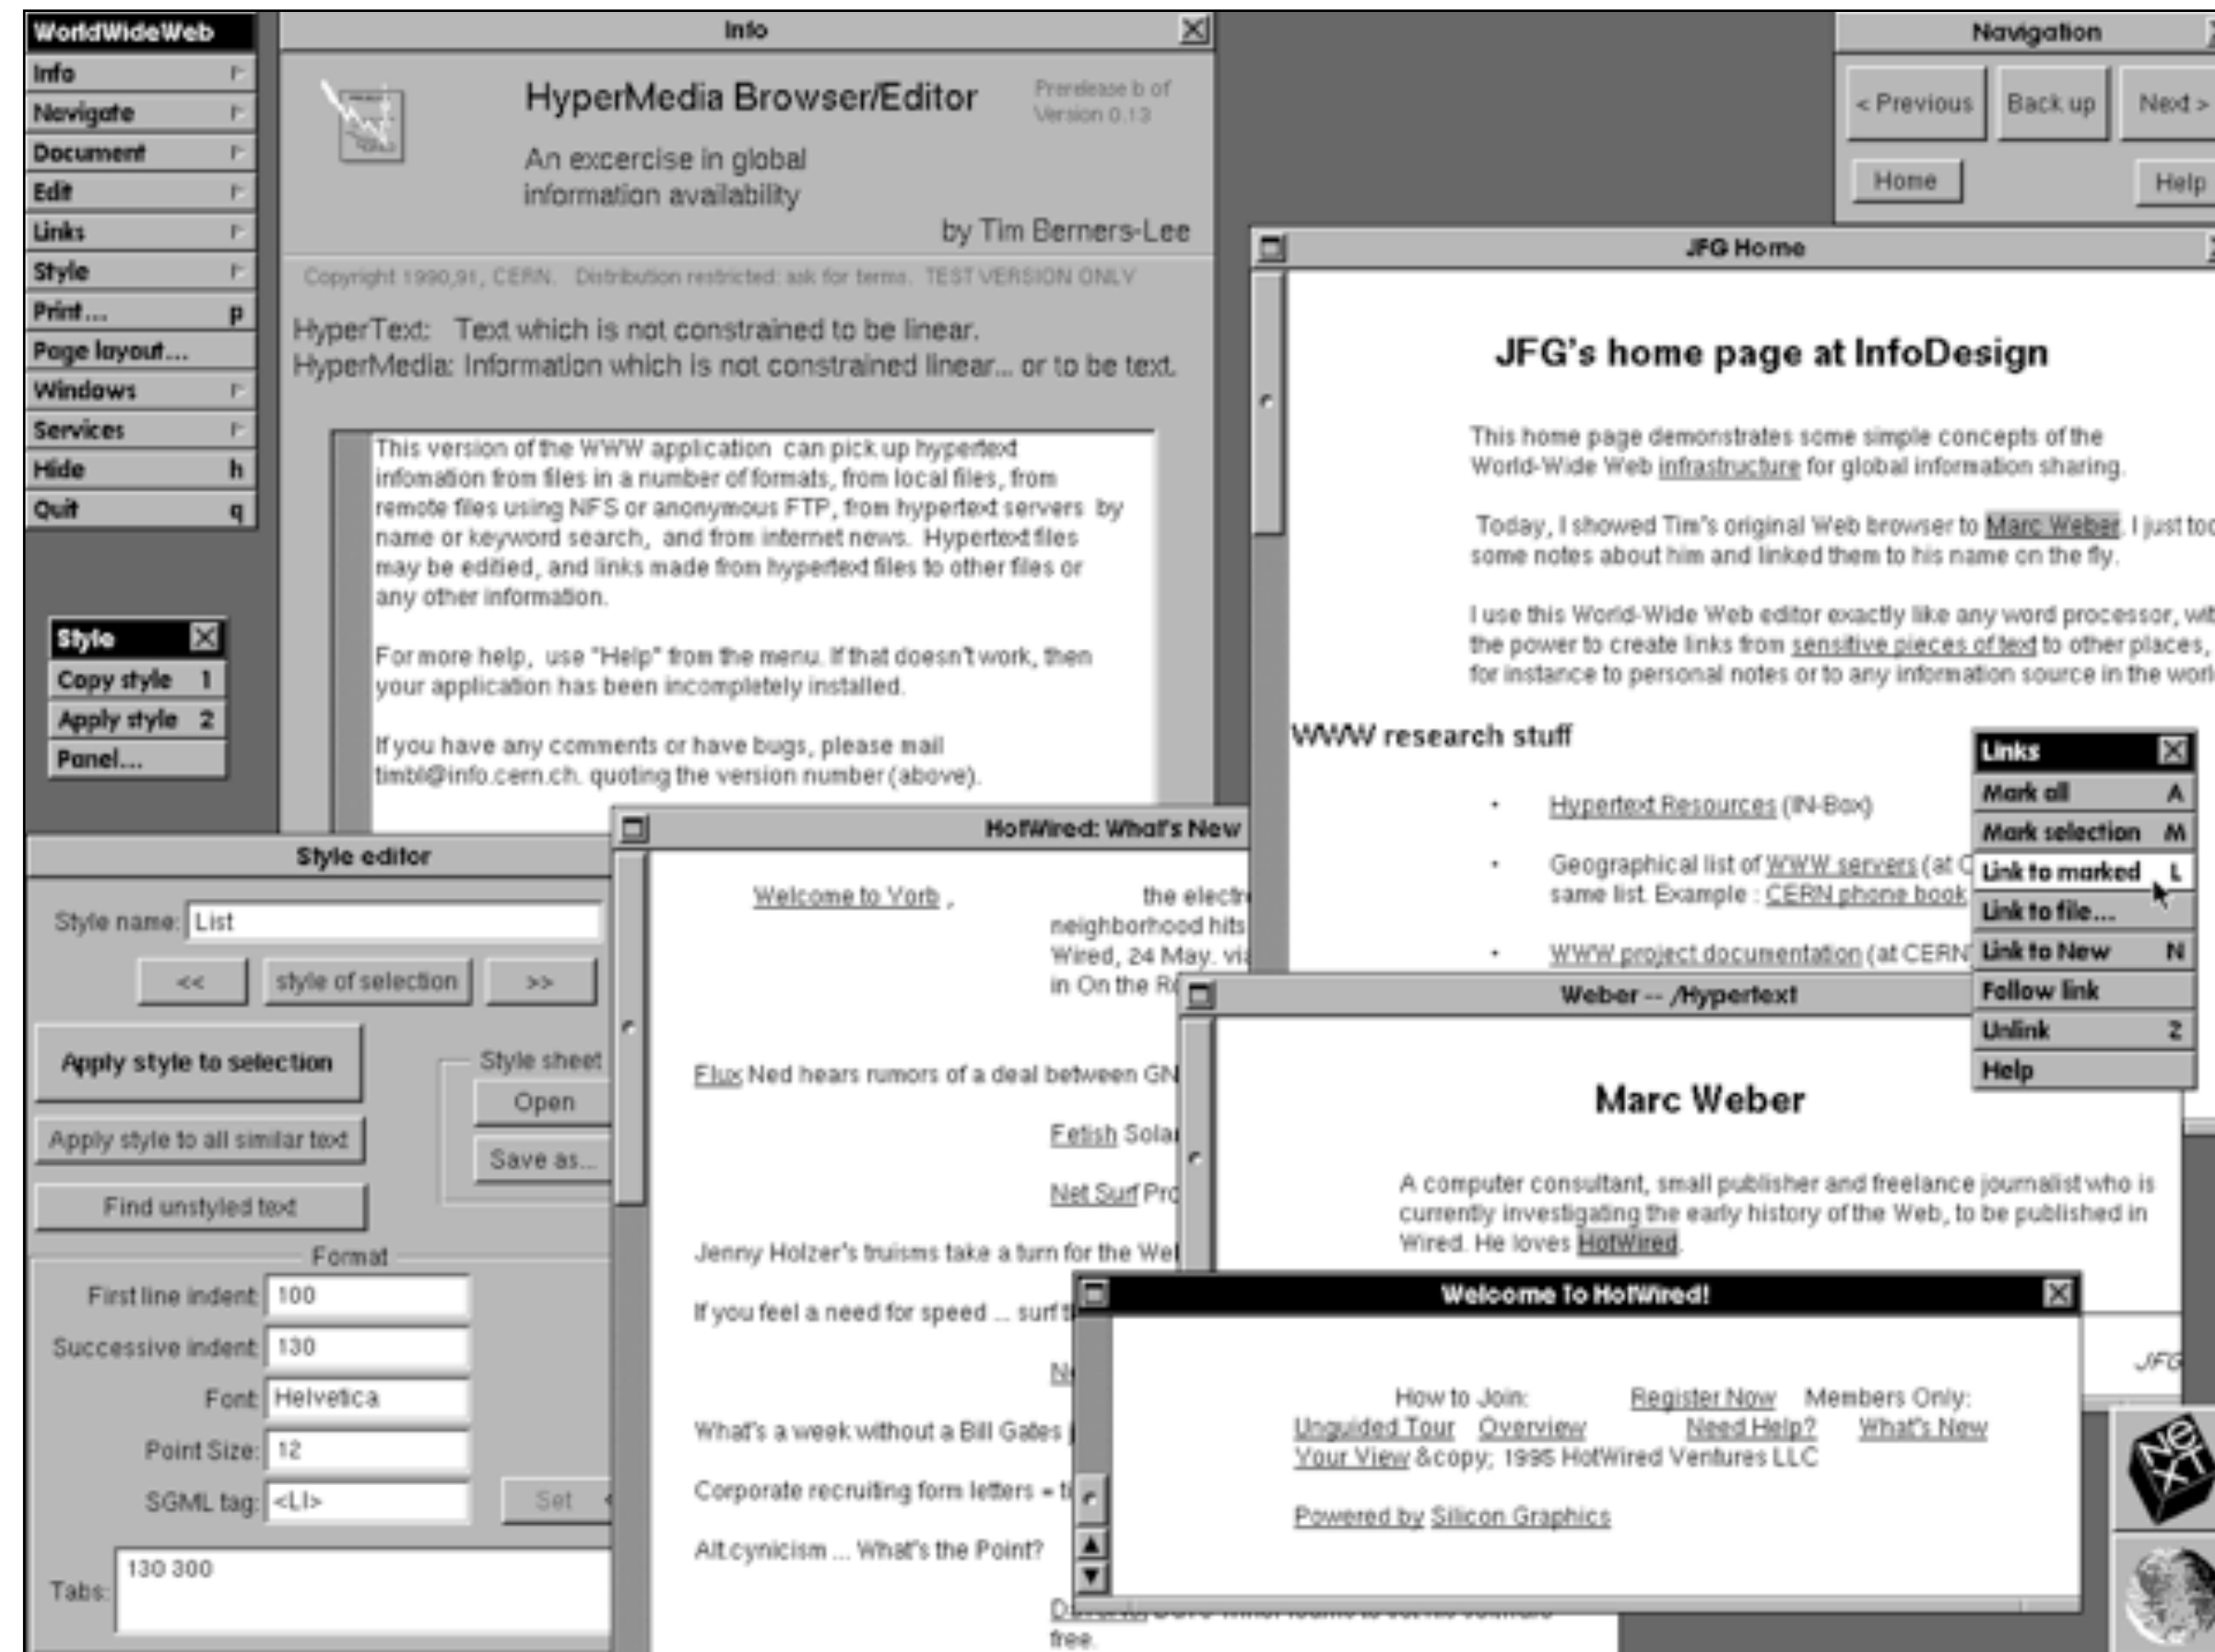 WorldWideWeb
Info
Navigate
Document
Edit
Links
Style
Print... p
Page layout...
Windows
Services
Hide h
Quit q
Style
Copy style 1
Apply style 2
Panel...
Info
HyperMedia Browser/Editor
Prerelease b of
Version 0.13
An excercise in global
information availability
by Tim Berners-Lee
Copyright 1990,91, CERN. Distribution restricted: ask for terms. TEST VERSION ONLY
HyperText: Text which is not constrained to be linear.
HyperMedia: Information which is not constrained linear... or to be text.
This version of the WWW application can pick up hypertext
infomation from files in a number of formats, from local files, from
remote files using NFS or anonymous FTP, from hypertext servers by
name or keyword search, and from internet news. Hypertext files
may be editied, and links made from hypertext files to other files or
any other information.
For more help, use "Help" from the menu. If that doesn't work, then
your application has been incompletely installed.
If you have any comments or have bugs, please mail
timbl@info.cern.ch. quoting the version number (above).
Navigation
< Previous Back up Next >
Home Help
JFG Home
JFG's home page at InfoDesign
This home page demonstrates some simple concepts of the
World-Wide Web infrastructure for global information sharing.
Today, I showed Tim's original Web browser to Marc Weber. I just
some notes about him and linked them to his name on the fly.
I use this World-Wide Web editor exactly like any word processor,
the power to create links from sensitive pieces of text to other places,
for instance to personal notes or to any information source in the
WWW research stuff
• Hypertext Resources (IN-Box)
• Geographical list of WWW servers (at
same list. Example : CERN phone book
• WWW project documentation (at CERN
Links
Mark all A
Mark selection M
Link to marked L
Link to file...
Link to New N
Follow link
Unlink 2
Help
Style editor
Style name: List
<< style of selection >>
Apply style to selection
Style sheet
Open
Apply style to all similar text
Save as...
Find unstyled text
Format
First line indent: 100
Successive indent: 130
Font: Helvetica
Point Size: 12
SGML tag: <LI>
Set
Tabs: 130 300
HotWired: What's New
Welcome to Yorb , the
neighborhood hits
Wired, 24 May. via
in On the
Flux Ned hears rumors of a deal between
Fetish
Net Surf
Jenny Holzer's truisms take a turn for the
If you feel a need for speed ... surf
What's a week without a Bill Gates
Corporate recruiting form letters =
Alt.cynicism ... What's the Point?
free.
Weber -- /Hypertext
Marc Weber
A computer consultant, small publisher and freelance journalist who is
currently investigating the early history of the Web, to be published in
Wired. He loves HotWired.
JFG
Welcome To HotWired!
How to Join: Register Now Members Only:
Unguided Tour Overview Need Help? What's New
Your View &copy; 1995 HotWired Ventures LLC
Powered by Silicon Graphics
NeXT